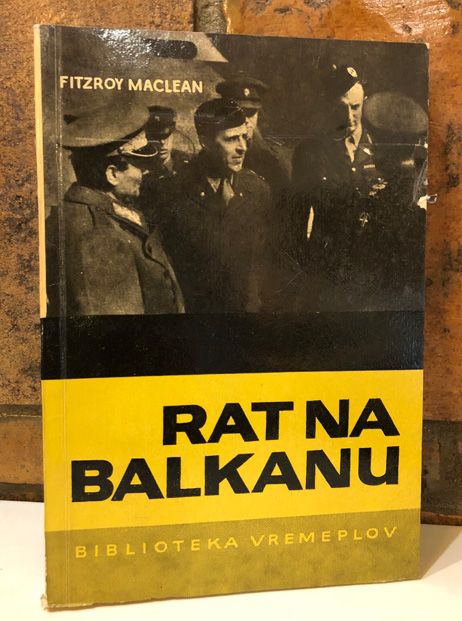 FITZROY MACLEAN
RAT NA
BALKANU
BIBLIOTEKA VREMEPLOV